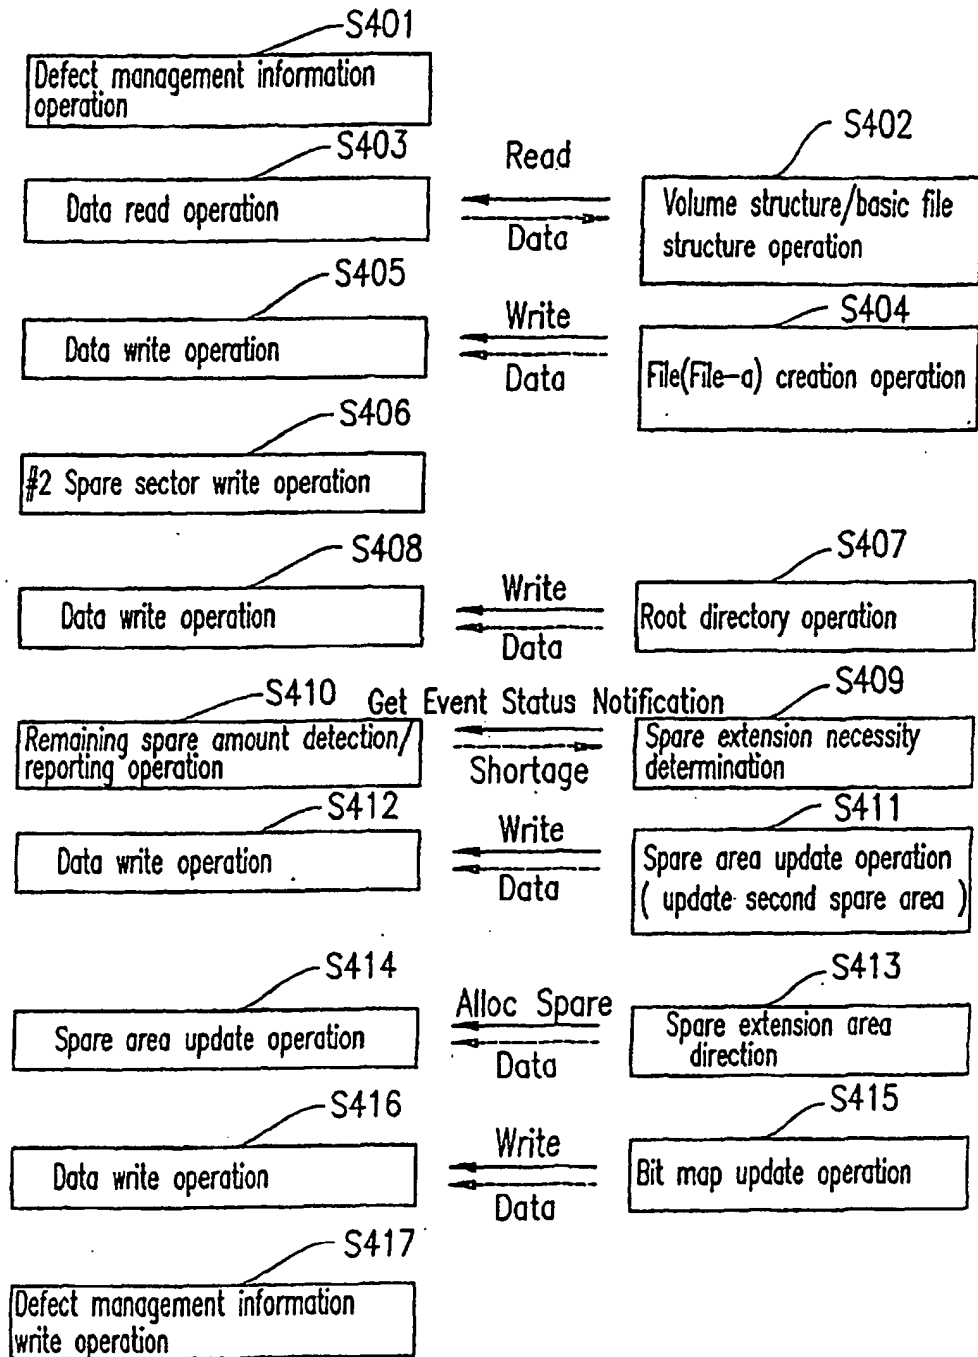 S401
Defect management information
operation
S403
Data read operation
Read
Data
S402
Volume structure/basic file
structure operation
S405
Data write operation
Write
Data
S404
File(File-a) creation operation
S406
#2 Spare sector write operation
S408
Data write operation
Write
Data
S407
Root directory operation
S410
Remaining spare amount detection/
reporting operation
Get Event Status Notification
Shortage
S409
Spare extension necessity
determination
S412
Data write operation
Write
Data
S411
Spare area update operation
( update second spare area )
S414
Spare area update operation
Alloc Spare
Data
S413
Spare extension area
direction
S416
Data write operation
Write
Data
S415
Bit map update operation
S417
Defect management information
write operation